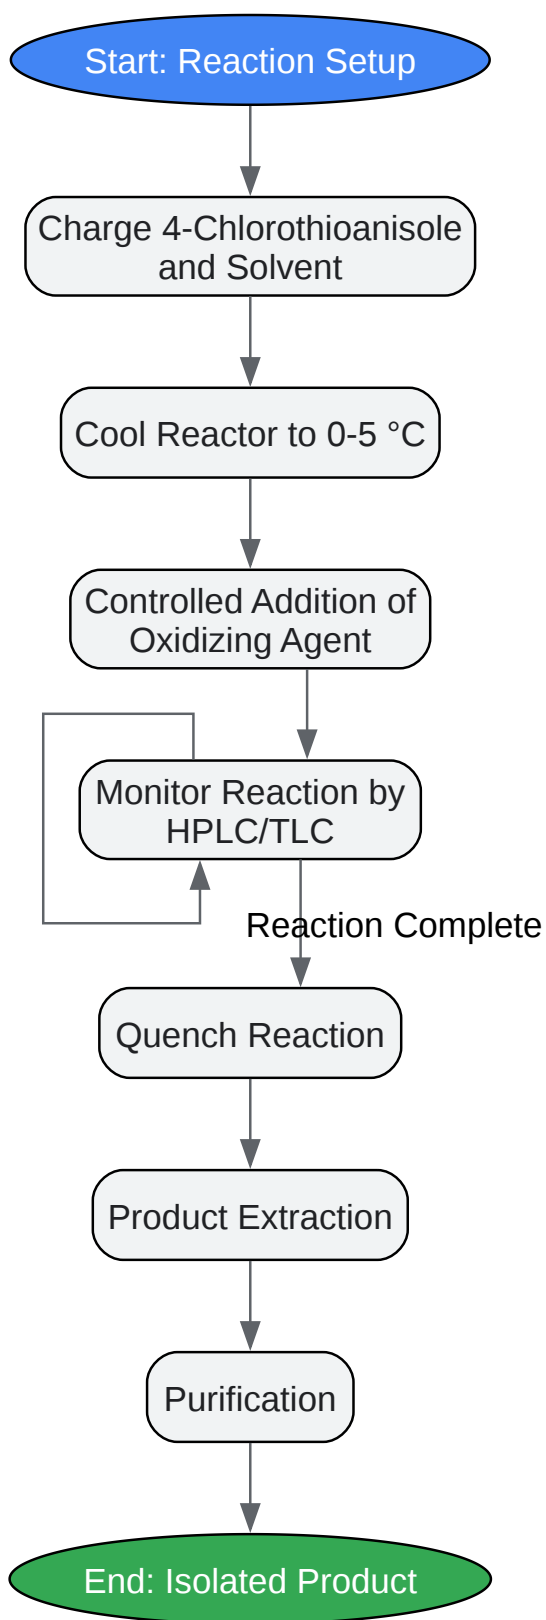 Start: Reaction Setup
Charge 4-Chlorothioanisole
and Solvent
Cool Reactor to 0-5 °C
Controlled Addition of
Oxidizing Agent
Monitor Reaction by
HPLC/TLC
Reaction Complete
Quench Reaction
Product Extraction
Purification
End: Isolated Product